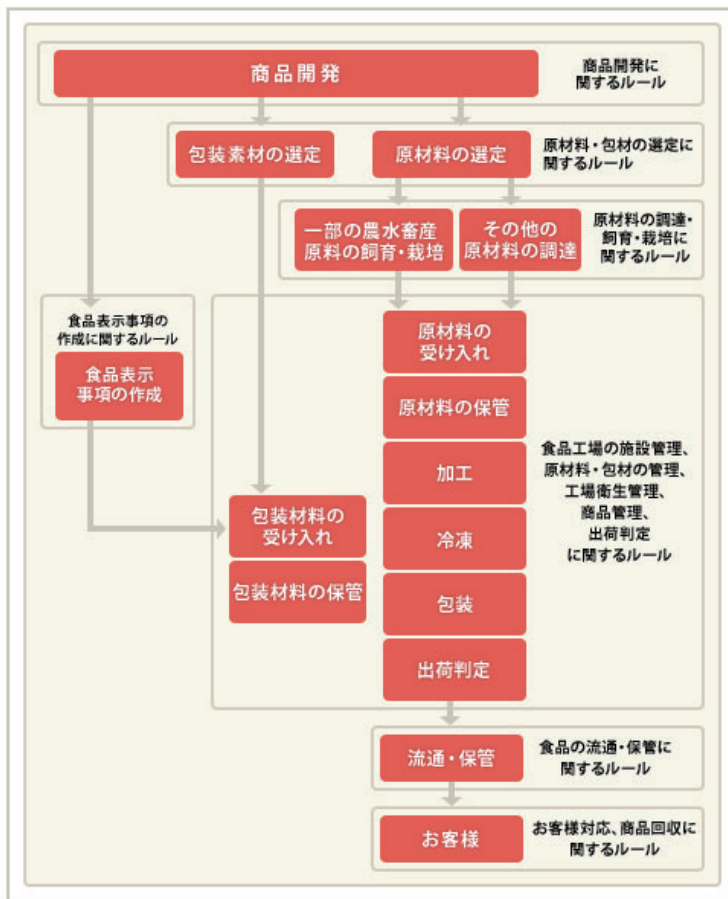 商品開発
商品開発に
関するルール
包装素材の選定
原材料の選定
原材料・包材の選定に
関するルール
一部の農水畜産
原料の飼育・栽培
その他の
原材料の調達
原材料の調達・
飼育・栽培に
関するルール
食品表示事項の
作成に関するルール
食品表示
事項の作成
原材料の
受け入れ
原材料の保管
加工
冷凍
包装
出荷判定
包装材料の
受け入れ
包装材料の保管
食品工場の施設管理、
原材料・包材の管理、
工場衛生管理、
商品管理、
出荷判定
に関するルール
流通・保管
食品の流通・保管に
関するルール
お客様
お客様対応、商品回収に
関するルール